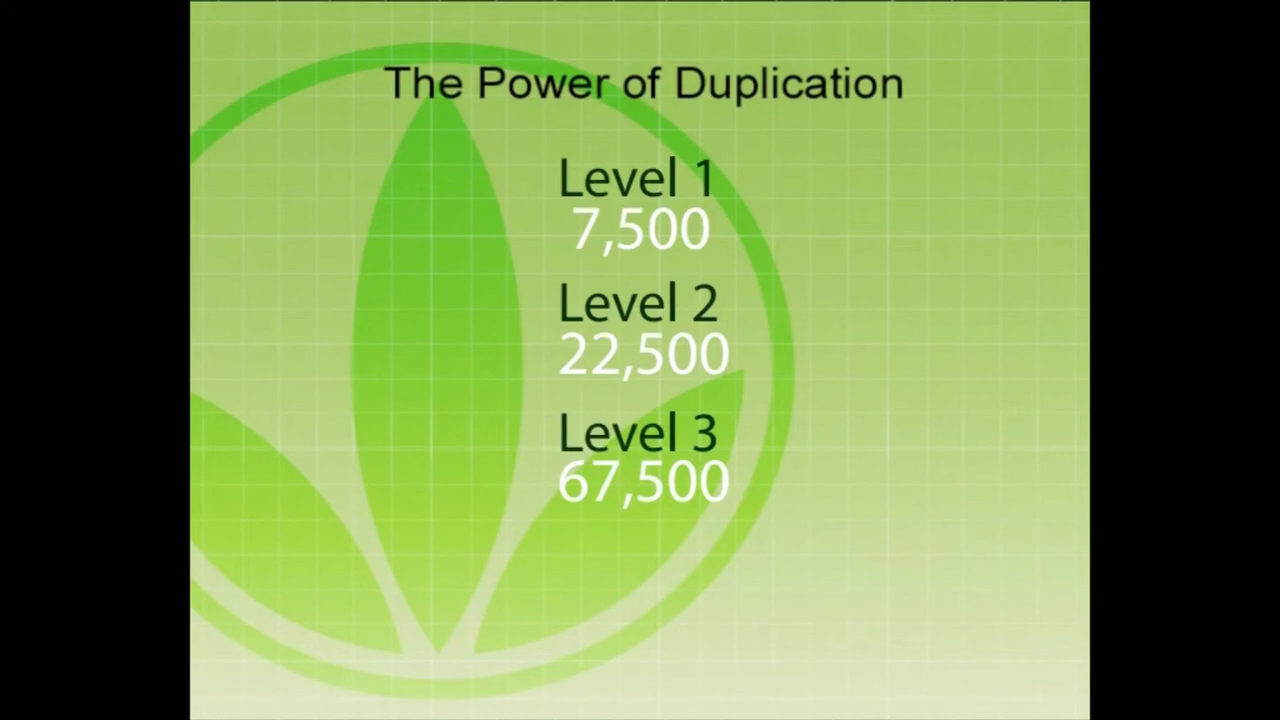 The Power of Duplication
Level 1
7,500
Level 2
22,500
Level 3
67,500